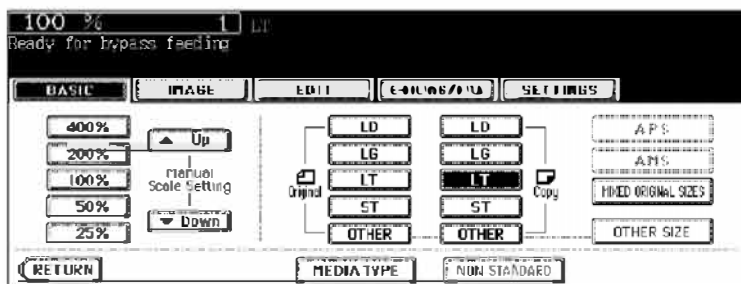 100 % 1 LT
Ready for bypass feeding
BASIC IMAGE EDIT SETTINGS
400%
200%
100%
50%
25%
Up
Manual
Scale Setting
Down
Original
LD
LG
LT
ST
OTHER
LD
LG
LT
ST
OTHER
Copy
APS
AMS
MIXED ORIGINAL SIZES
OTHER SIZE
RETURN MEDIA TYPE NON STANDARD